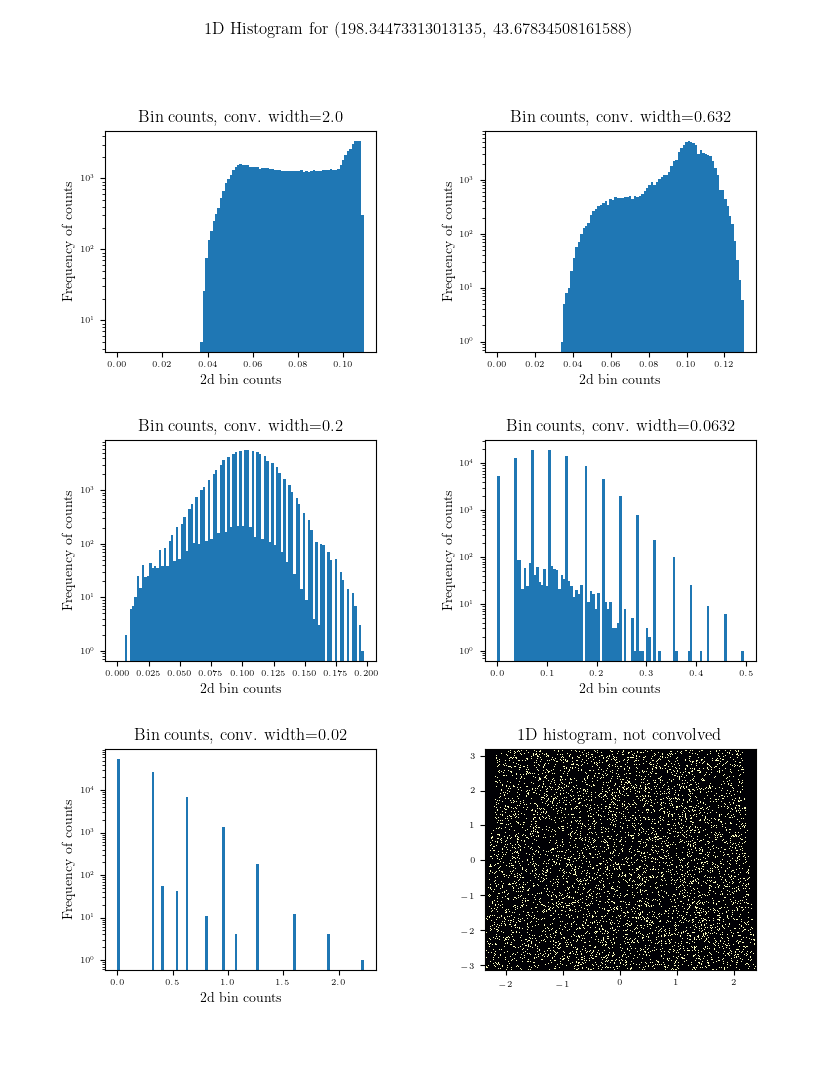 1D Histogram for (198.34473313013135, 43.67834508161588)
Bin counts, conv. width=2.0
Frequency of counts
10³
10²
10¹
0.00 0.02 0.04 0.06 0.08 0.10
2d bin counts
Bin counts, conv. width=0.632
Frequency of counts
10³
10²
10¹
10⁰
0.00 0.02 0.04 0.06 0.08 0.10 0.12
2d bin counts
Bin counts, conv. width=0.2
Frequency of counts
10³
10²
10¹
10⁰
0.000 0.025 0.050 0.075 0.100 0.125 0.150 0.175 0.200
2d bin counts
Bin counts, conv. width=0.0632
Frequency of counts
10⁴
10³
10²
10¹
10⁰
0.0 0.1 0.2 0.3 0.4 0.5
2d bin counts
Bin counts, conv. width=0.02
Frequency of counts
10⁴
10³
10²
10¹
10⁰
0.0 0.5 1.0 1.5 2.0
2d bin counts
1D histogram, not convolved
3
2
1
0
−1
−2
−3
−2 −1 0 1 2